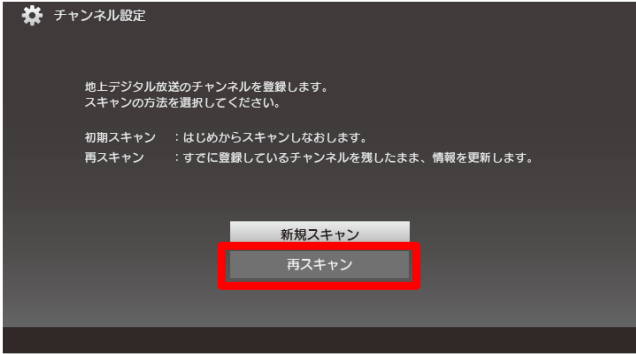 チャンネル設定
地上デジタル放送のチャンネルを登録します。
スキャンの方法を選択してください。
初期スキャン ：はじめからスキャンしなおします。
再スキャン ：すでに登録しているチャンネルを残したまま、情報を更新します。
新規スキャン
再スキャン